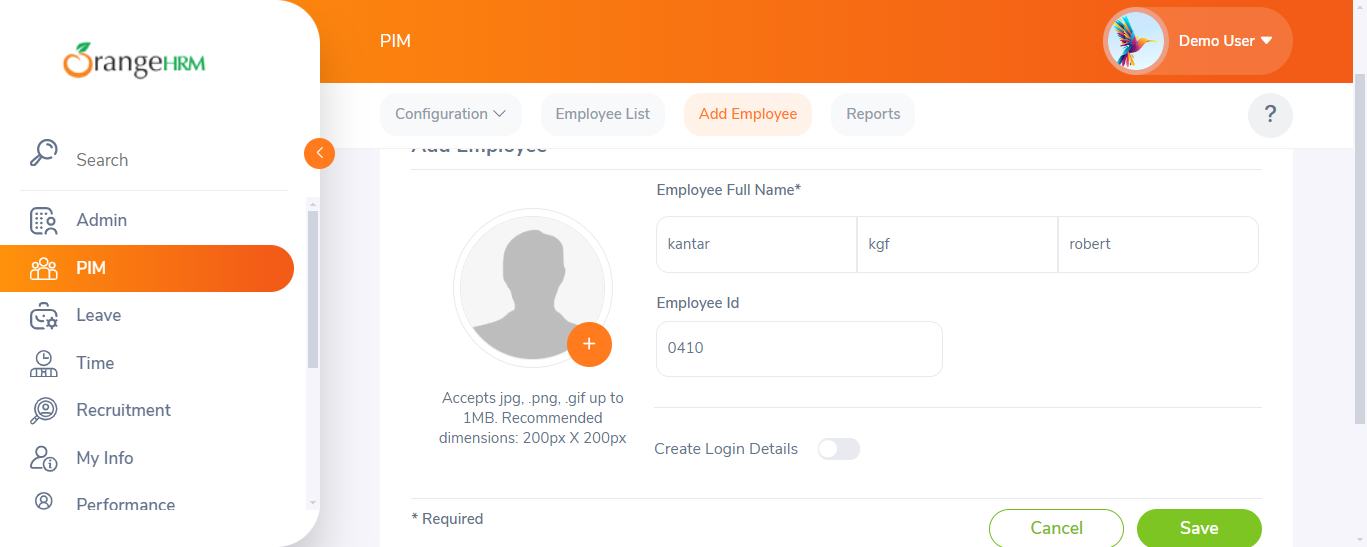 OrangeHRM
PIM
Demo User
Configuration
Employee List
Add Employee
Reports
?
Search
Admin
PIM
Leave
Time
Recruitment
My Info
Performance
Add Employee
Employee Full Name*
kantar
kgf
robert
Employee Id
0410
Accepts jpg, .png, .gif up to
1MB. Recommended
dimensions: 200px X 200px
Create Login Details
* Required
Cancel
Save